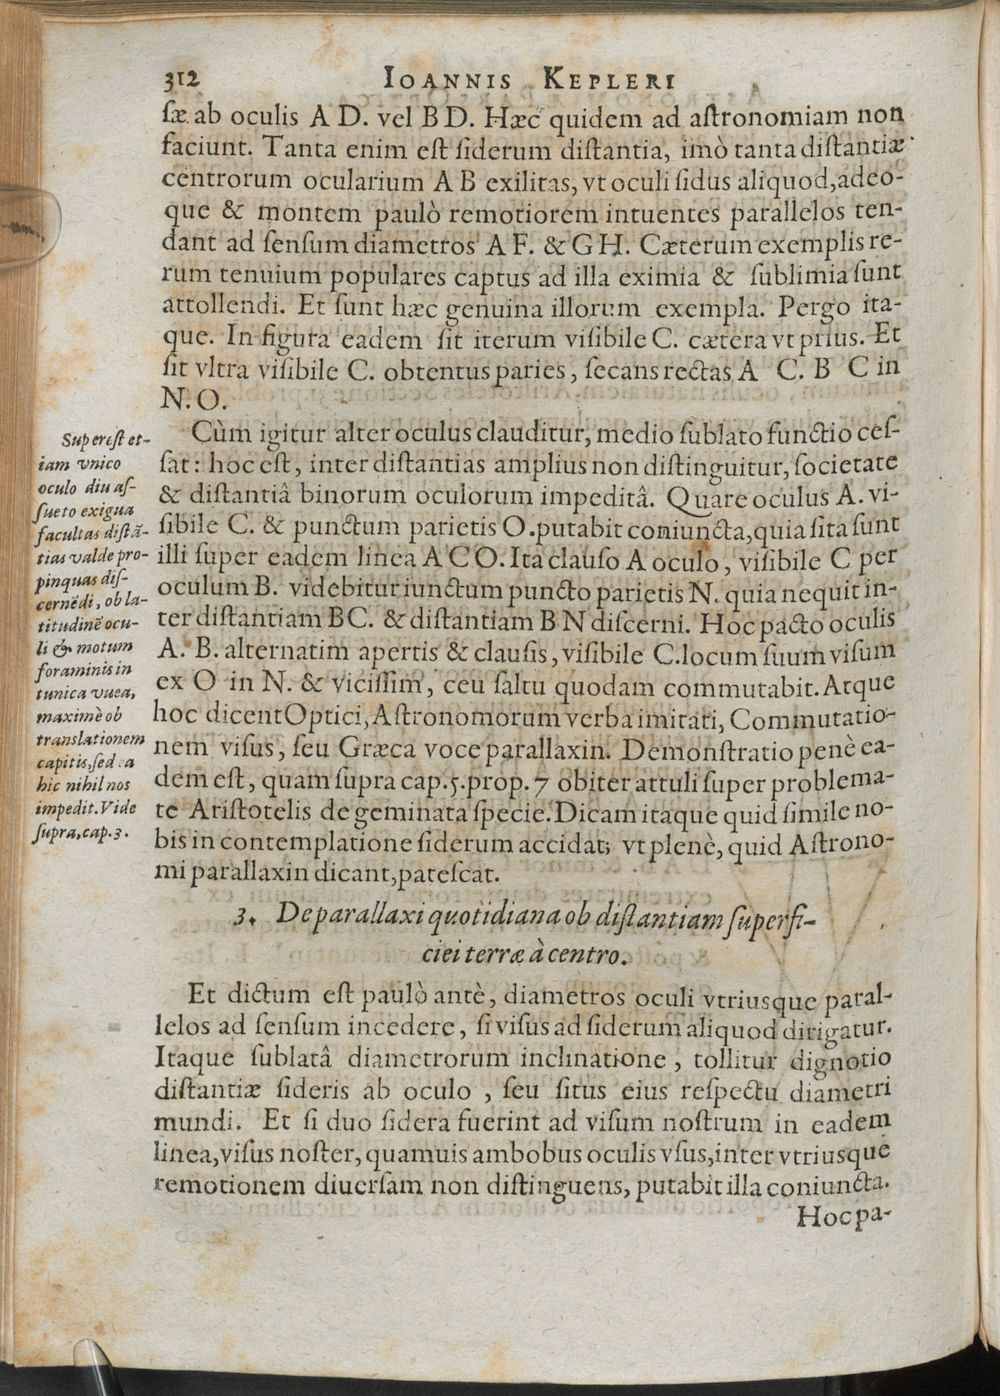 312 IOANNIS KEPLERI
sæ ab oculis A D. vel B D. Hæc quidem ad astronomiam non
faciunt. Tanta enim est siderum distantia, imò tanta distantiæ
centrorum ocularium A B exilitas, vt oculi sidus aliquod, adeo-
que & montem paulò remotiorem intuentes parallelos ten-
dant ad sensum diametros A F. & G H. Cæterum exemplis re-
rum tenuium populares captus ad illa eximia & sublimia sunt
attollendi. Et sunt hæc genuina illorum exempla. Pergo ita-
que. In figura eadem sit iterum visibile C. cætera vt prius. Et
sit vltra visibile C. obtentus paries, secans rectas A C. B C in
N. O.
Cùm igitur alter oculus clauditur, medio sublato functio ces-
sat: hoc est, inter distantias amplius non distinguitur, societate
& distantiâ binorum oculorum impeditâ. Quare oculus A. vi-
sibile C. & punctum parietis O. putabit coniuncta, quia sita sunt
illi super eadem linea A C O. Ita clauso A oculo, visibile C per
oculum B. videbitur iunctum puncto parietis N. quia nequit in-
ter distantiam BC. & distantiam B N discerni. Hoc pacto oculis
A. B. alternatim apertis & clausis, visibile C. locum suum visum
ex O in N. & vicissim, ceu saltu quodam commutabit. Atque
hoc dicent Optici, Astronomorum verba imitati, Commutatio-
nem visus, seu Græca voce parallaxin. Demonstratio penè ea-
dem est, quam supra cap. 5. prop. 7 obiter attuli super problema-
te Aristotelis de geminata specie. Dicam itaque quid simile no-
bis in contemplatione siderum accidat; vt plenè, quid Astrono-
mi parallaxin dicant, patescat.
Superest et-
iam vnico
oculo diu as-
sueto exigua
facultas distã-
tias valde pro-
pinquas dis-
cernēdi, ob la-
titudinē ocu-
li & motum
foraminis in
tunica vuea,
maximè ob
translationem
capitis, sed ea
hic nihil nos
impedit. Vide
supra, cap. 3.
3. De parallaxi quotidiana ob distantiam superfi-
ciei terræ à centro.
Et dictum est paulò antè, diametros oculi vtriusque paral-
lelos ad sensum incedere, si visus ad siderum aliquod dirigatur.
Itaque sublatâ diametrorum inclinatione, tollitur dignotio
distantiæ sideris ab oculo, seu situs eius respectu diametri
mundi. Et si duo sidera fuerint ad visum nostrum in eadem
linea, visus noster, quamuis ambobus oculis vsus, inter vtriusque
remotionem diuersam non distinguens, putabit illa coniuncta.
Hoc pa-